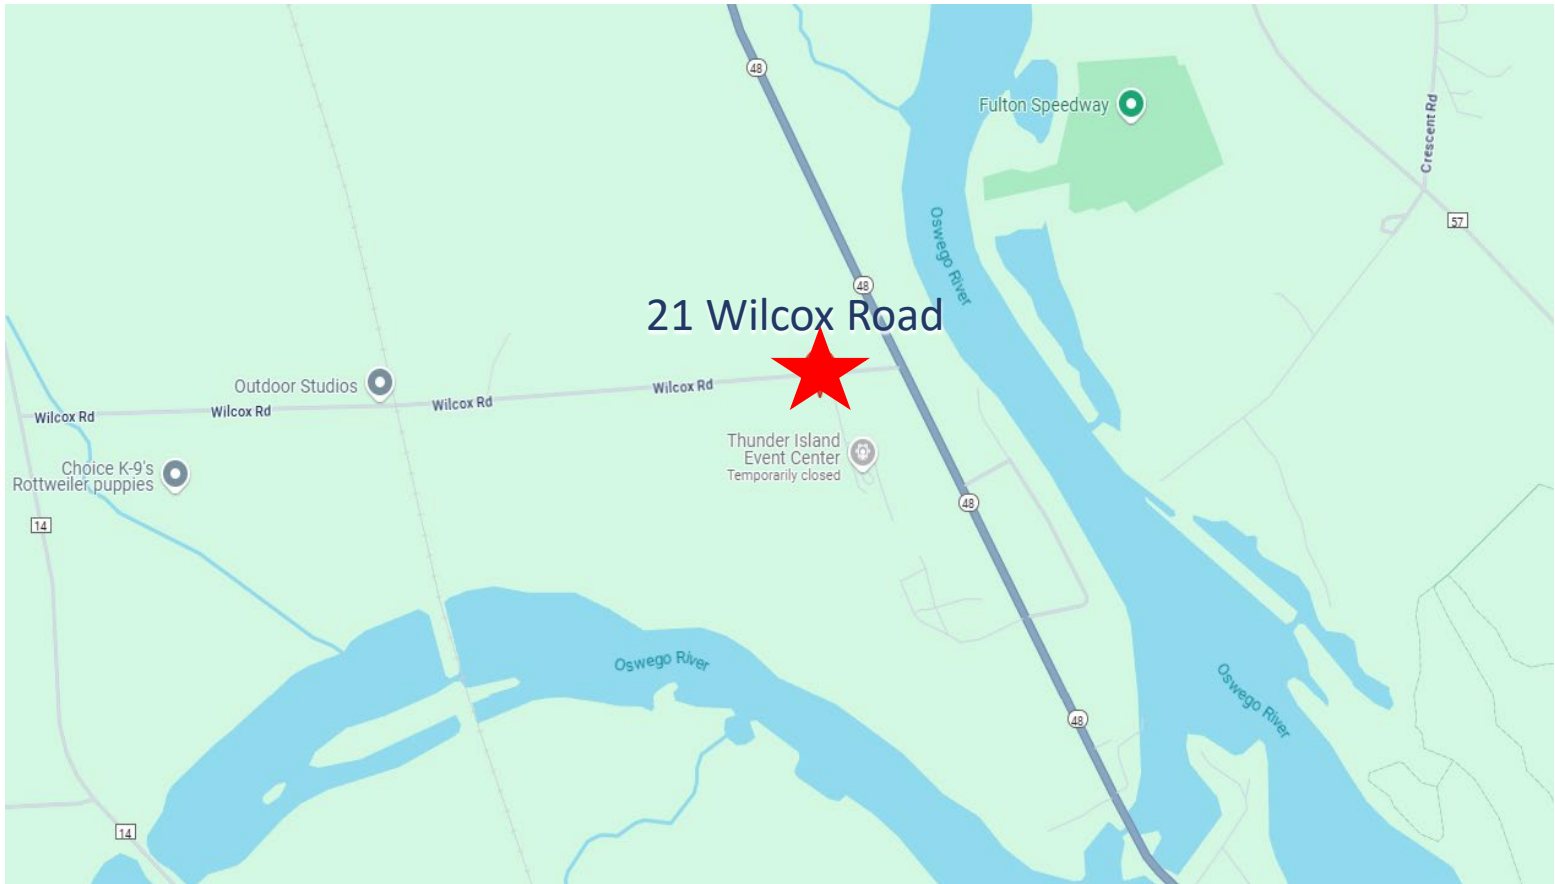 48
Fulton Speedway
Crescent Rd
57
Oswego River
48
21 Wilcox Road
Outdoor Studios
Wilcox Rd
Wilcox Rd
Wilcox Rd
Wilcox Rd
Thunder Island
Event Center
Temporarily closed
Choice K-9's
Rottweiler puppies
48
14
Oswego River
Oswego River
48
14